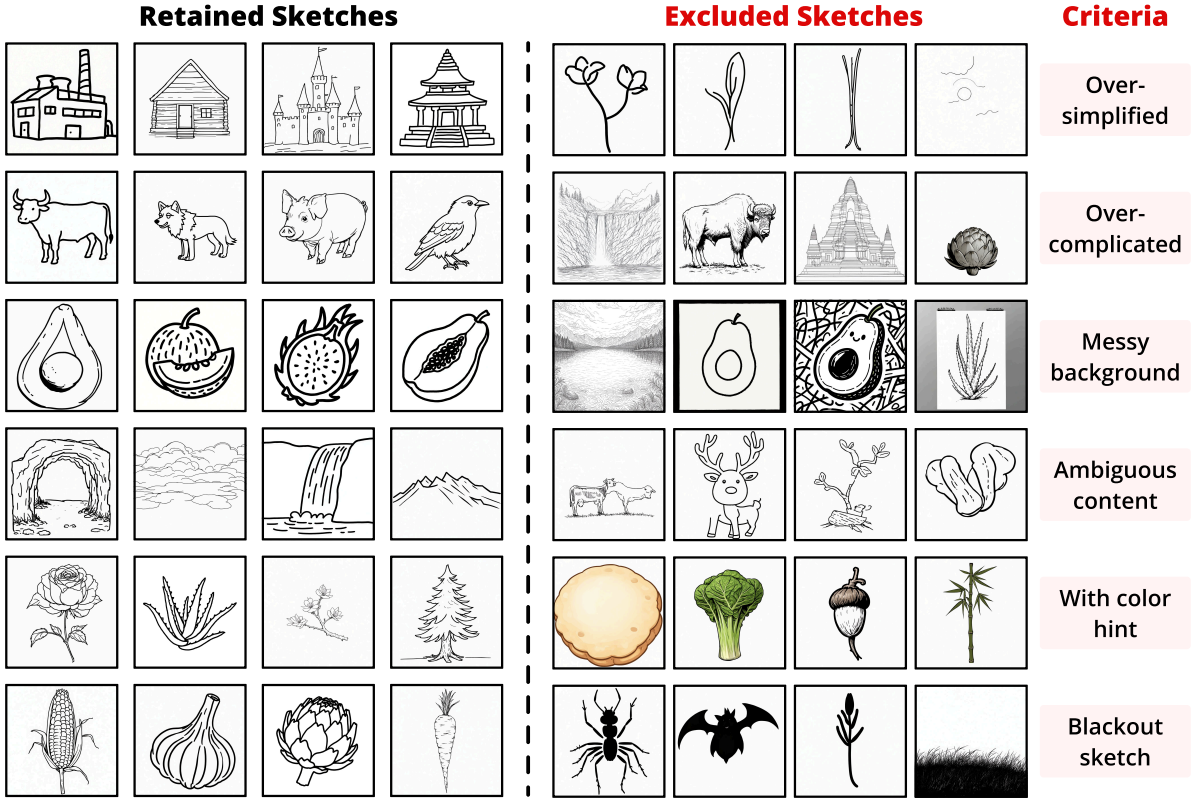 Retained Sketches
Excluded Sketches
Criteria
Over-
simplified
Over-
complicated
Messy
background
Ambiguous
content
With color
hint
Blackout
sketch